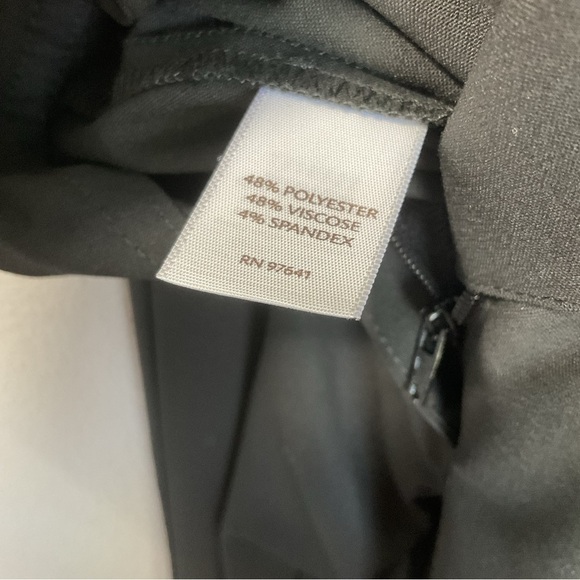 48% POLYESTER
48% VISCOSE
4% SPANDEX
RN 97641